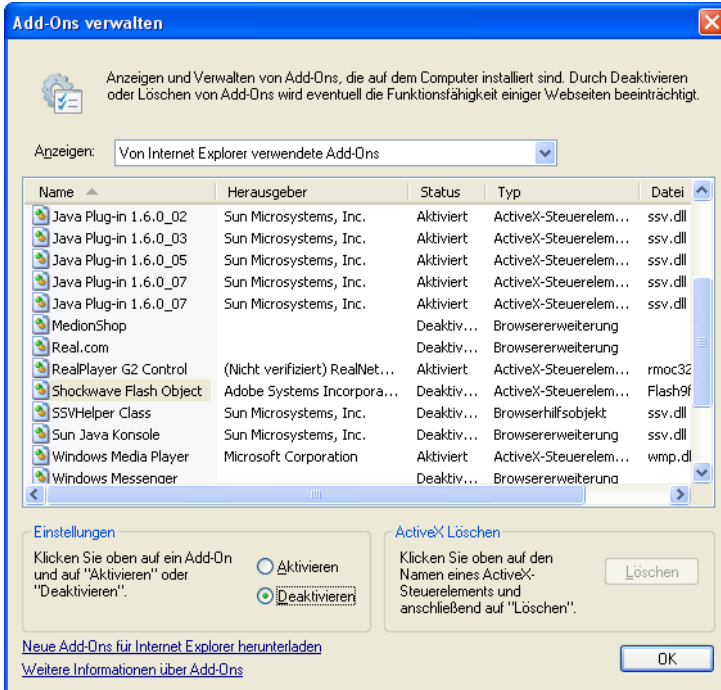 Add-Ons verwalten
Anzeigen und Verwalten von Add-Ons, die auf dem Computer installiert sind. Durch Deaktivieren
oder Löschen von Add-Ons wird eventuell die Funktionsfähigkeit einiger Webseiten beeinträchtigt.
Anzeigen: Von Internet Explorer verwendete Add-Ons
Name Herausgeber Status Typ Datei
Java Plug-in 1.6.0_02 Sun Microsystems, Inc. Aktiviert ActiveX-Steuerelem... ssv.dll
Java Plug-in 1.6.0_03 Sun Microsystems, Inc. Aktiviert ActiveX-Steuerelem... ssv.dll
Java Plug-in 1.6.0_05 Sun Microsystems, Inc. Aktiviert ActiveX-Steuerelem... ssv.dll
Java Plug-in 1.6.0_07 Sun Microsystems, Inc. Aktiviert ActiveX-Steuerelem... ssv.dll
Java Plug-in 1.6.0_07 Sun Microsystems, Inc. Aktiviert ActiveX-Steuerelem... ssv.dll
MedionShop Deaktiv... Browsererweiterung
Real.com Deaktiv... Browsererweiterung
RealPlayer G2 Control (Nicht verifiziert) RealNet... Aktiviert ActiveX-Steuerelem... rmoc32
Shockwave Flash Object Adobe Systems Incorpora... Deaktiv... ActiveX-Steuerelem... Flash9f
SSVHelper Class Sun Microsystems, Inc. Deaktiv... Browserhilfsobjekt ssv.dll
Sun Java Konsole Sun Microsystems, Inc. Deaktiv... Browsererweiterung ssv.dll
Windows Media Player Microsoft Corporation Aktiviert ActiveX-Steuerelem... wmp.dl
Windows Messenger Deaktiv... Browsererweiterung
Einstellungen
Klicken Sie oben auf ein Add-On
und auf "Aktivieren" oder
"Deaktivieren".
Aktivieren
Deaktivieren
ActiveX Löschen
Klicken Sie oben auf den
Namen eines ActiveX-
Steuerelements und
anschließend auf "Löschen".
Löschen
Neue Add-Ons für Internet Explorer herunterladen
Weitere Informationen über Add-Ons
OK